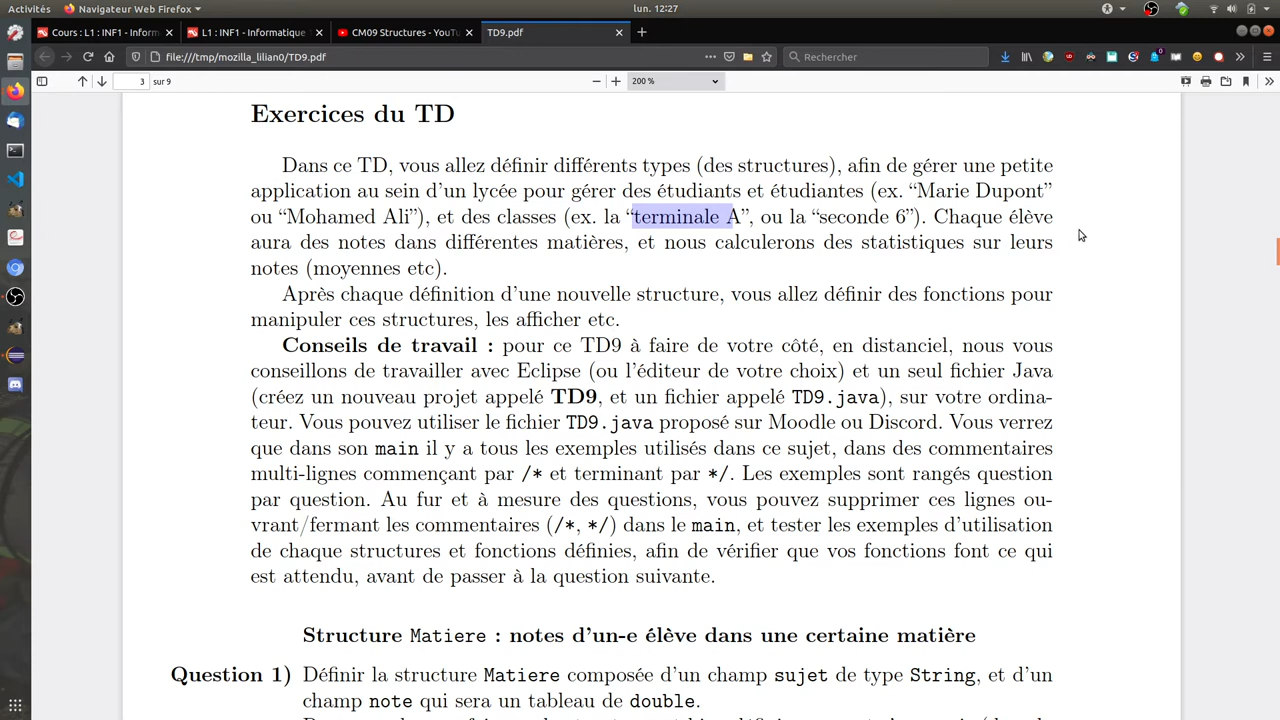 Activités
Navigateur Web Firefox
lun. 12:27
Cours : L1 : INF1 - Inform
L1 : INF1 - Informatique
CM09 Structures - YouTu
TD9.pdf
file:///tmp/mozilla_lilian0/TD9.pdf
Rechercher
3
sur 9
200 %
Exercices du TD
Dans ce TD, vous allez définir différents types (des structures), afin de gérer une petite
application au sein d'un lycée pour gérer des étudiants et étudiantes (ex. “Marie Dupont”
ou “Mohamed Ali”), et des classes (ex. la “terminale A”, ou la “seconde 6”). Chaque élève
aura des notes dans différentes matières, et nous calculerons des statistiques sur leurs
notes (moyennes etc).
Après chaque définition d'une nouvelle structure, vous allez définir des fonctions pour
manipuler ces structures, les afficher etc.
Conseils de travail : pour ce TD9 à faire de votre côté, en distanciel, nous vous
conseillons de travailler avec Eclipse (ou l'éditeur de votre choix) et un seul fichier Java
(créez un nouveau projet appelé TD9, et un fichier appelé TD9.java), sur votre ordina-
teur. Vous pouvez utiliser le fichier TD9.java proposé sur Moodle ou Discord. Vous verrez
que dans son main il y a tous les exemples utilisés dans ce sujet, dans des commentaires
multi-lignes commençant par /* et terminant par */. Les exemples sont rangés question
par question. Au fur et à mesure des questions, vous pouvez supprimer ces lignes ou-
vrant/fermant les commentaires (/*, */) dans le main, et tester les exemples d'utilisation
de chaque structures et fonctions définies, afin de vérifier que vos fonctions font ce qui
est attendu, avant de passer à la question suivante.
Structure Matiere : notes d'un-e élève dans une certaine matière
Question 1) Définir la structure Matiere composée d'un champ sujet de type String, et d'un
champ note qui sera un tableau de double.